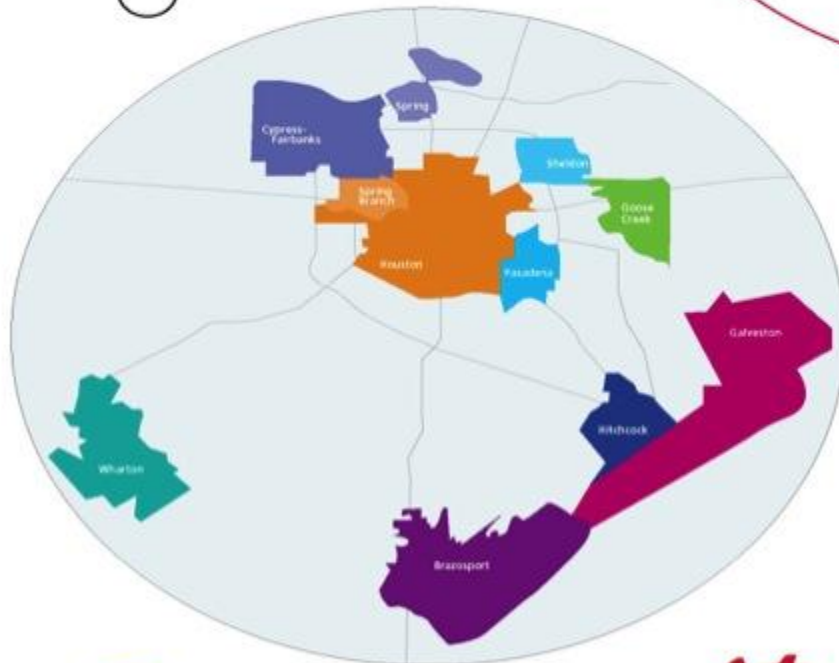 Spring
Cypress-
Fairbanks
Sheldon
Spring
Branch
Goose
Creek
Houston
Pasadena
Galveston
Hitchcock
Wharton
Brazosport